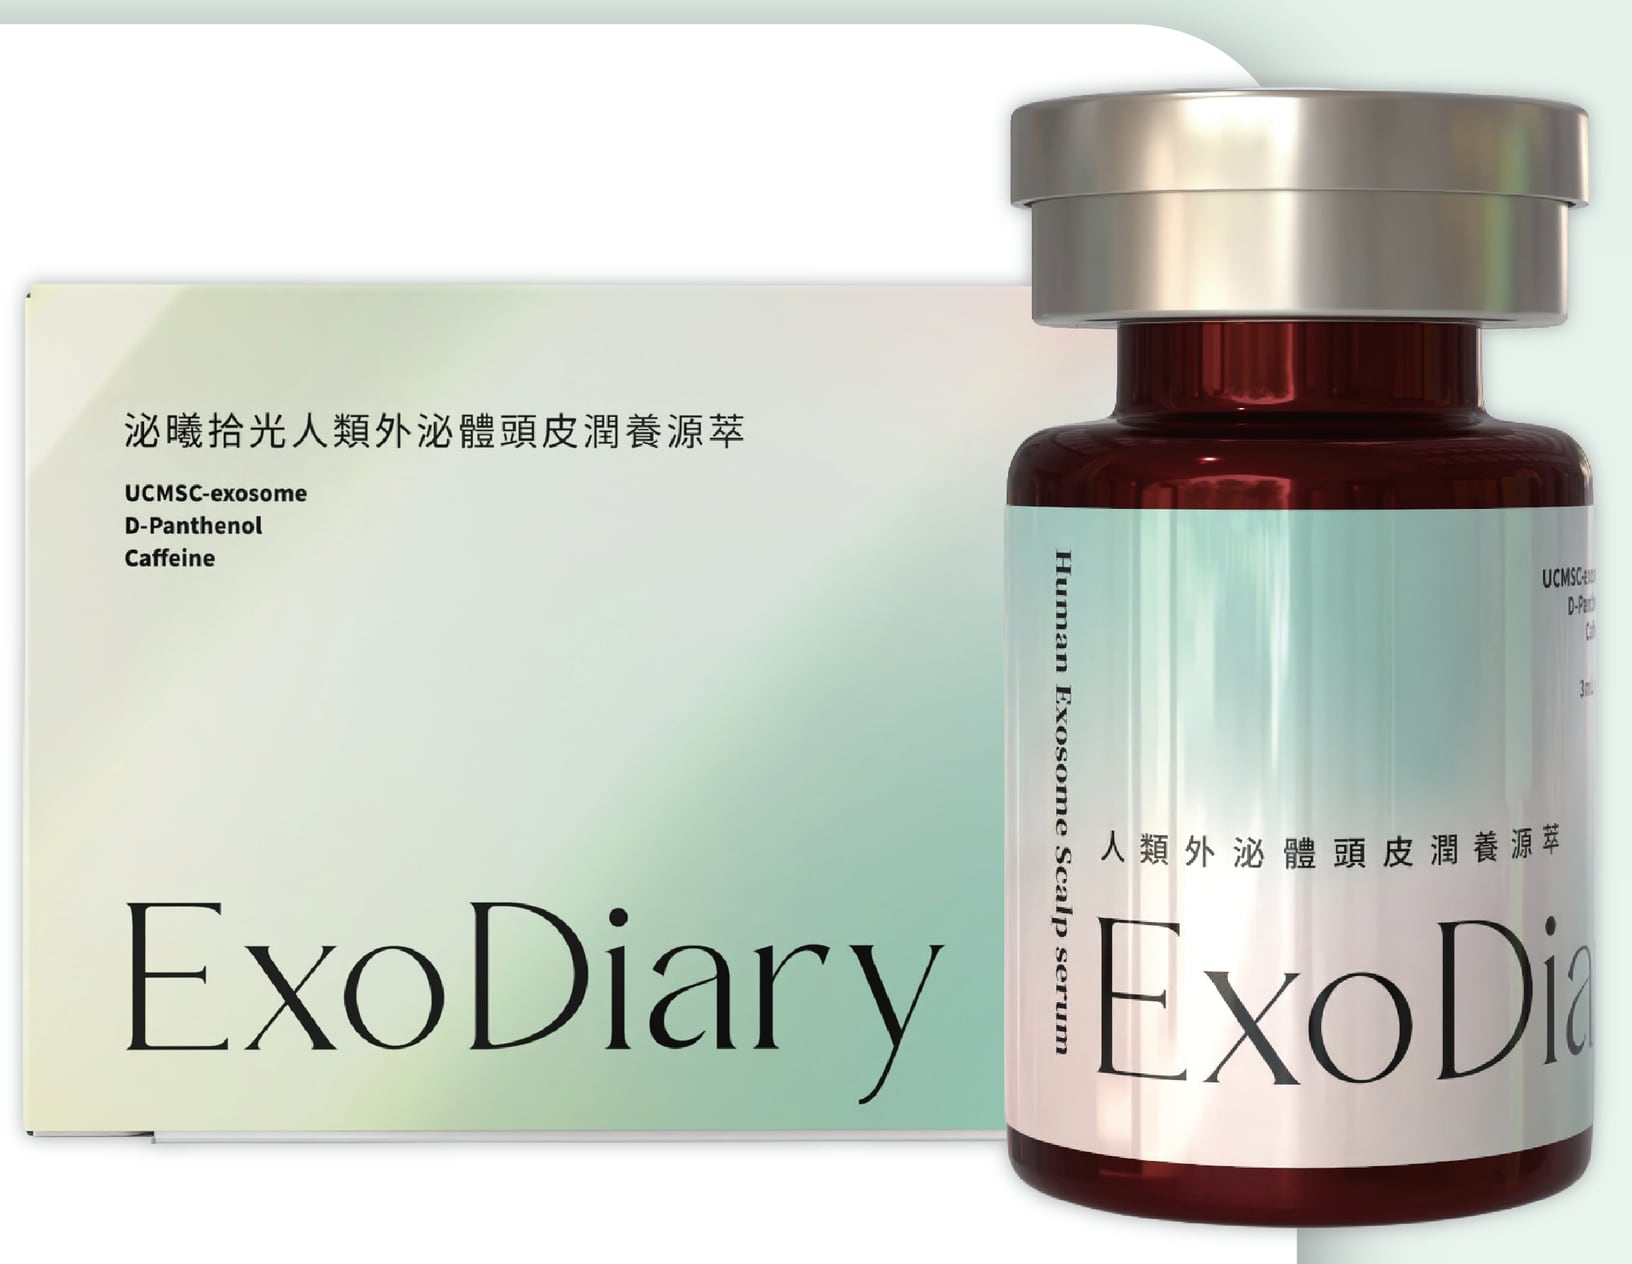 泌曦拾光人類外泌體頭皮潤養源萃
UCMSC-exosome
D-Panthenol
Caffeine
ExoDiary
Human Exosome Scalp serum
人類外泌體頭皮潤養源萃
ExoDia